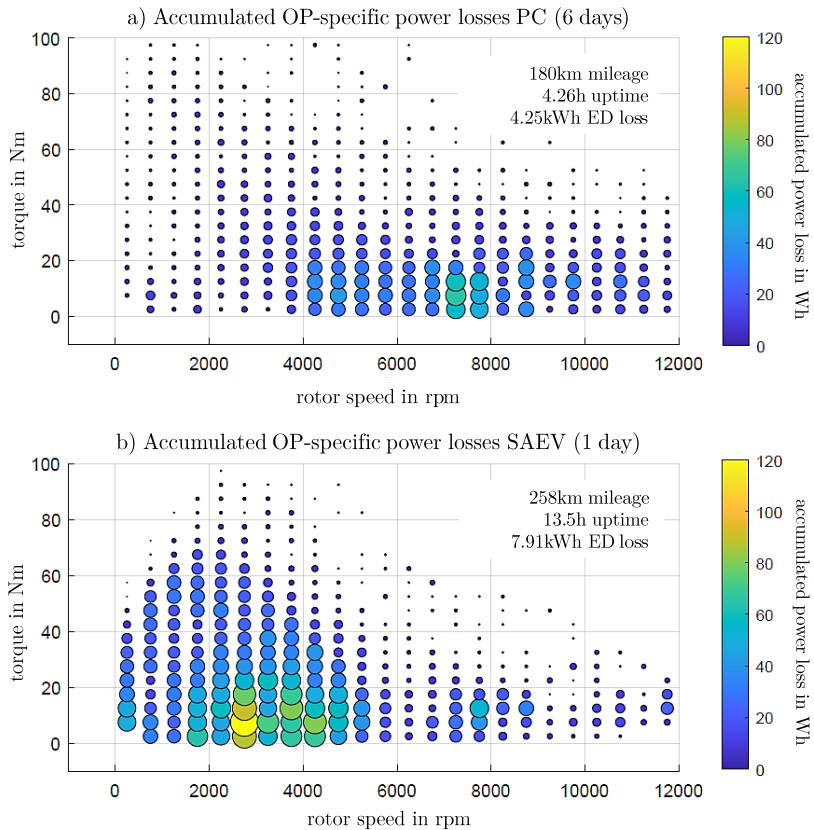 a) Accumulated OP-specific power losses PC (6 days)
100
80
60
40
20
0
torque in Nm
180km mileage
4.26h uptime
4.25kWh ED loss
0
2000
4000
6000
8000
10000
12000
rotor speed in rpm
120
100
80
60
40
20
0
accumulated power loss in Wh
b) Accumulated OP-specific power losses SAEV (1 day)
100
80
60
40
20
0
torque in Nm
258km mileage
13.5h uptime
7.91kWh ED loss
0
2000
4000
6000
8000
10000
12000
rotor speed in rpm
120
100
80
60
40
20
0
accumulated power loss in Wh